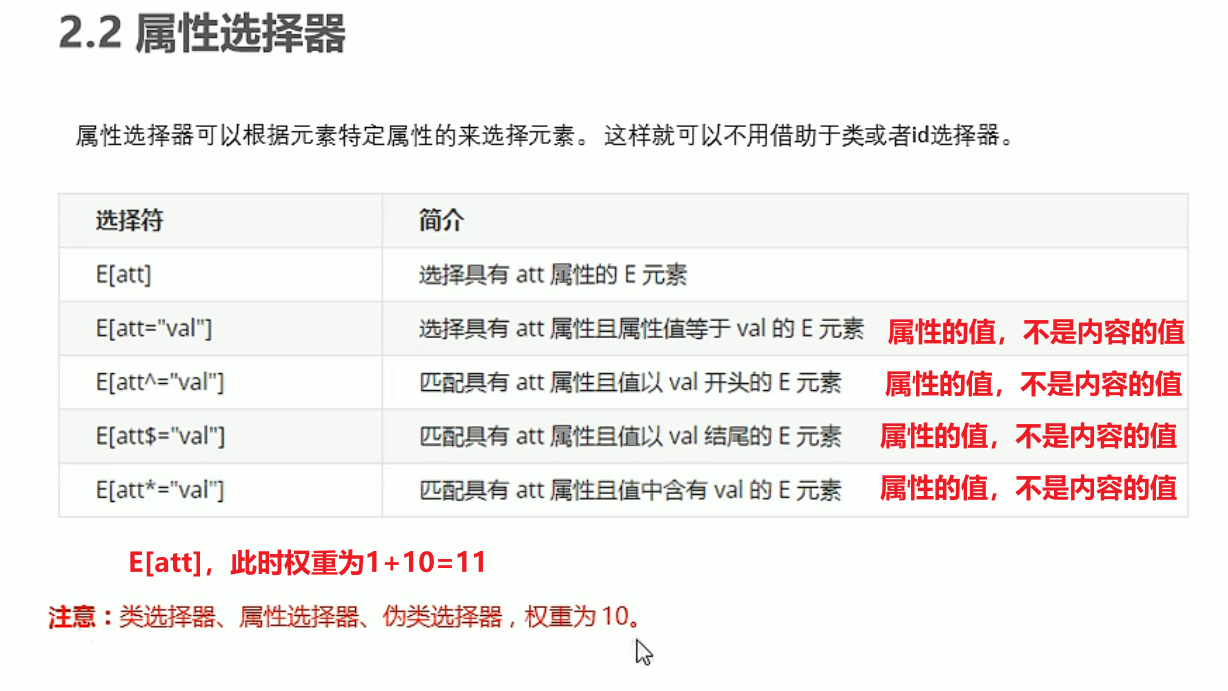 2.2 属性选择器
属性选择器可以根据元素特定属性的来选择元素。 这样就可以不用借助于类或者id选择器。
选择符 简介
E[att] 选择具有 att 属性的 E 元素
E[att="val"] 选择具有 att 属性且属性值等于 val 的 E 元素 属性的值，不是内容的值
E[att^="val"] 匹配具有 att 属性且值以 val 开头的 E 元素 属性的值，不是内容的值
E[att$="val"] 匹配具有 att 属性且值以 val 结尾的 E 元素 属性的值，不是内容的值
E[att*="val"] 匹配具有 att 属性且值中含有 val 的 E 元素 属性的值，不是内容的值
E[att]，此时权重为1+10=11
注意：类选择器、属性选择器、伪类选择器，权重为 10。